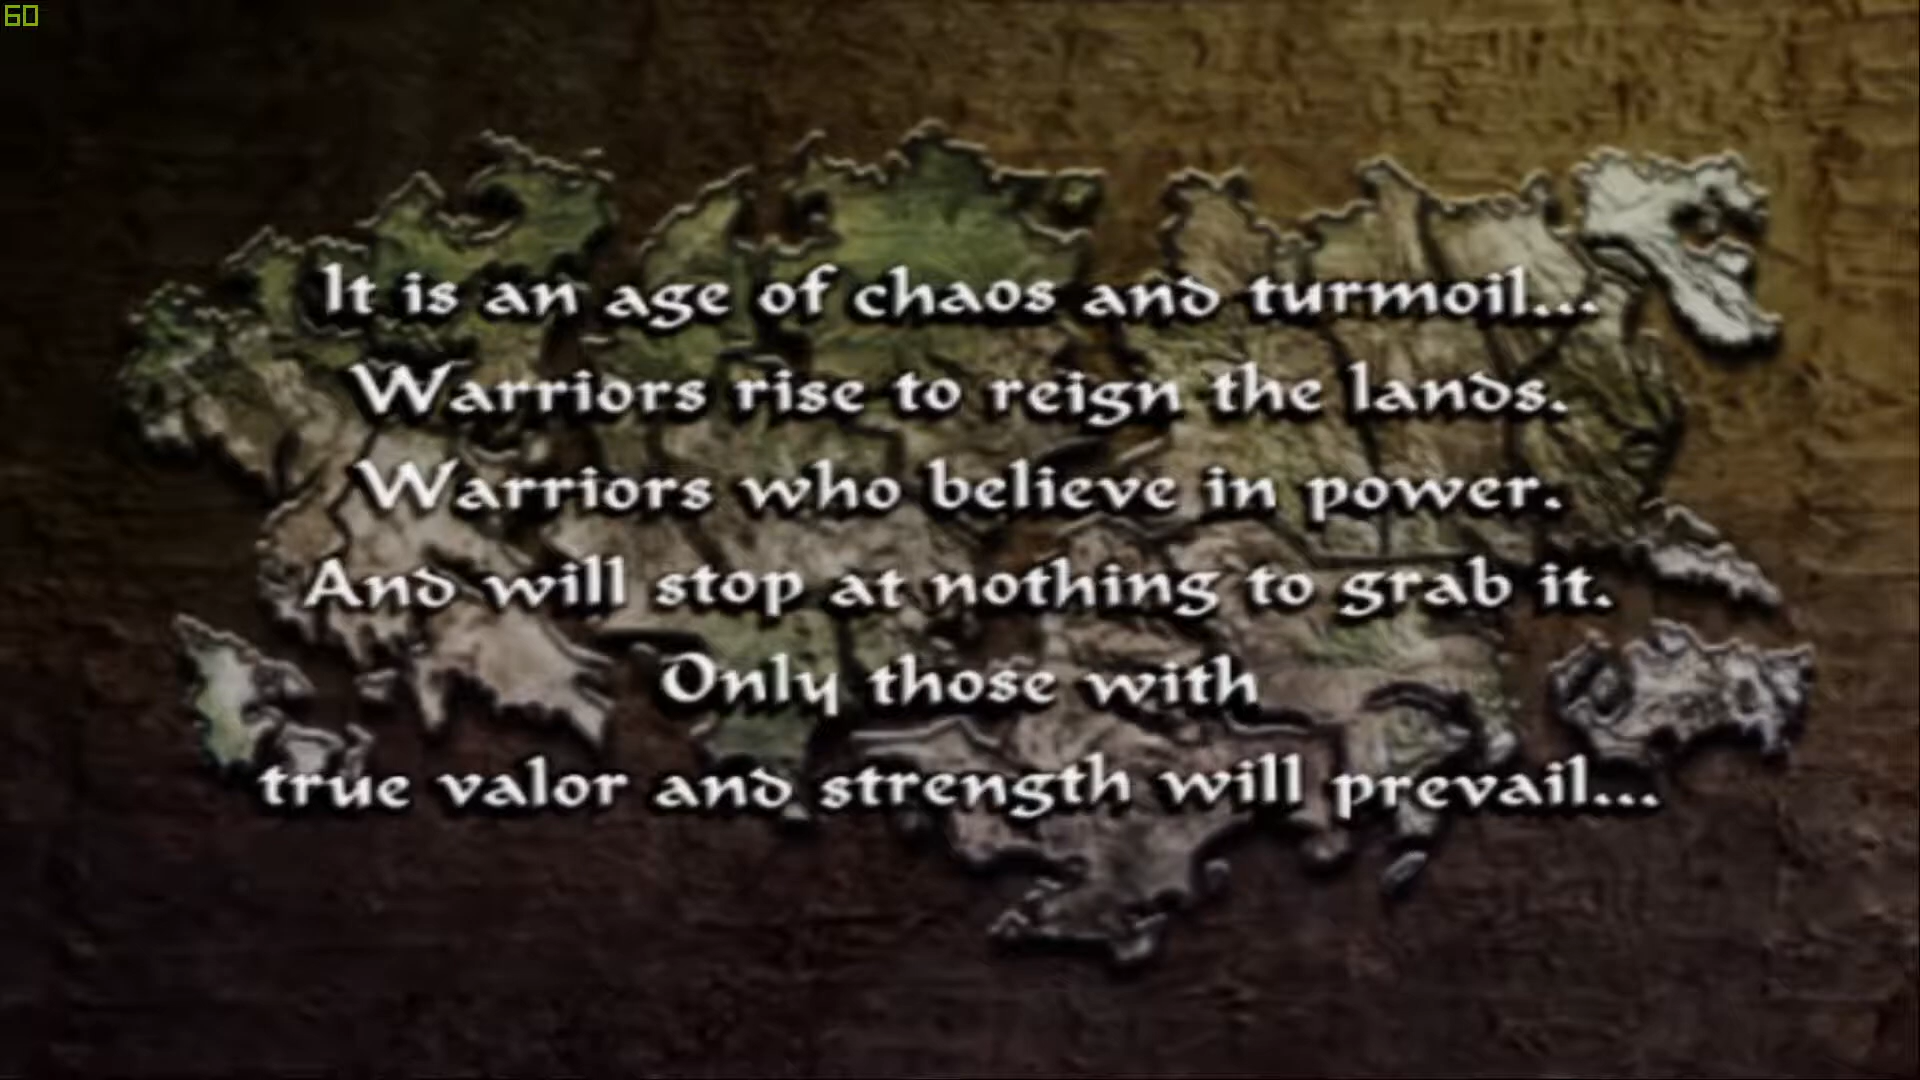 60
It is an age of chaos and turmoil...
Warriors rise to reign the lands.
Warriors who believe in power.
And will stop at nothing to grab it.
Only those with
true valor and strength will prevail...